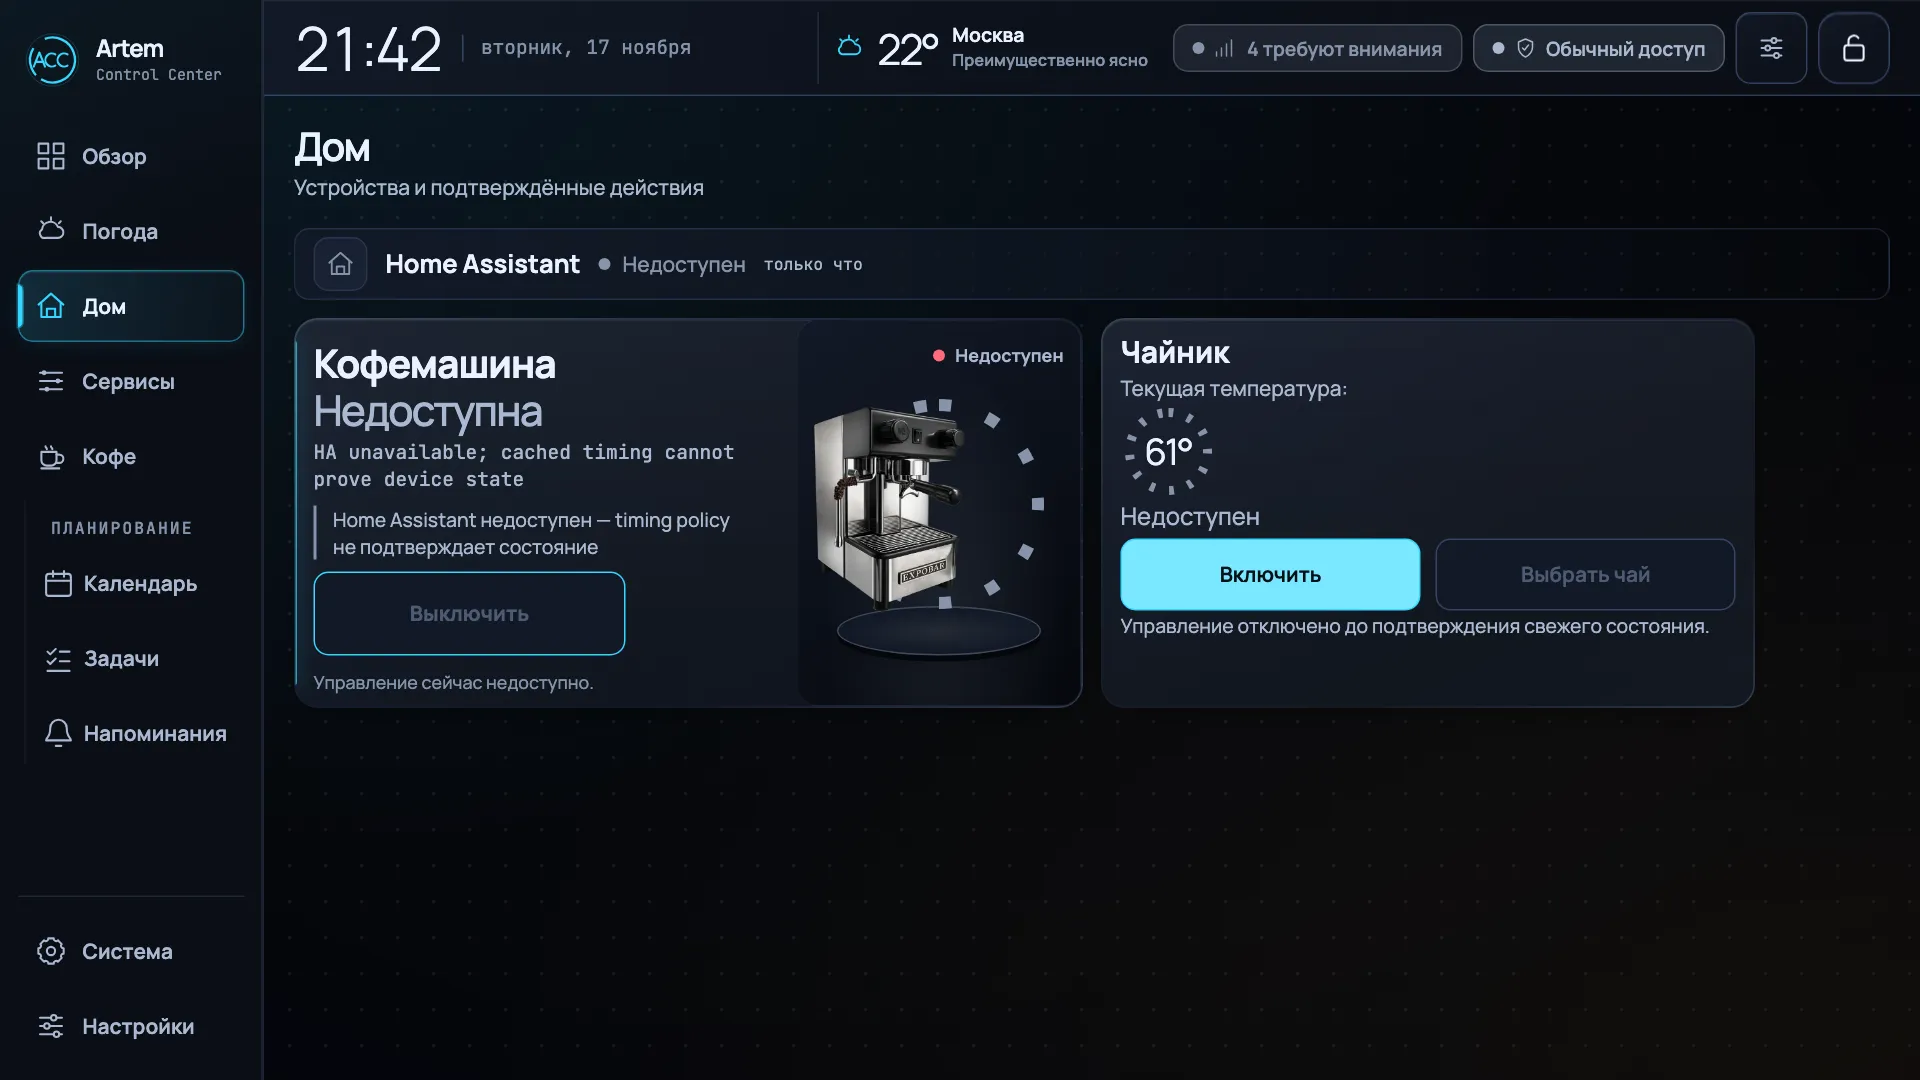 ACC
Artem
Control Center
Обзор
Погода
Дом
Сервисы
Кофе
ПЛАНИРОВАНИЕ
Календарь
Задачи
Напоминания
Система
Настройки
21:42
вторник, 17 ноября
22°
Москва
Преимущественно ясно
4 требуют внимания
Обычный доступ
Дом
Устройства и подтверждённые действия
Home Assistant
Недоступен
только что
Кофемашина
Недоступна
HA unavailable; cached timing cannot
prove device state
Home Assistant недоступен — timing policy
не подтверждает состояние
Выключить
Управление сейчас недоступно.
Недоступен
EXPOBAR
Чайник
Текущая температура:
61°
Недоступен
Включить
Выбрать чай
Управление отключено до подтверждения свежего состояния.